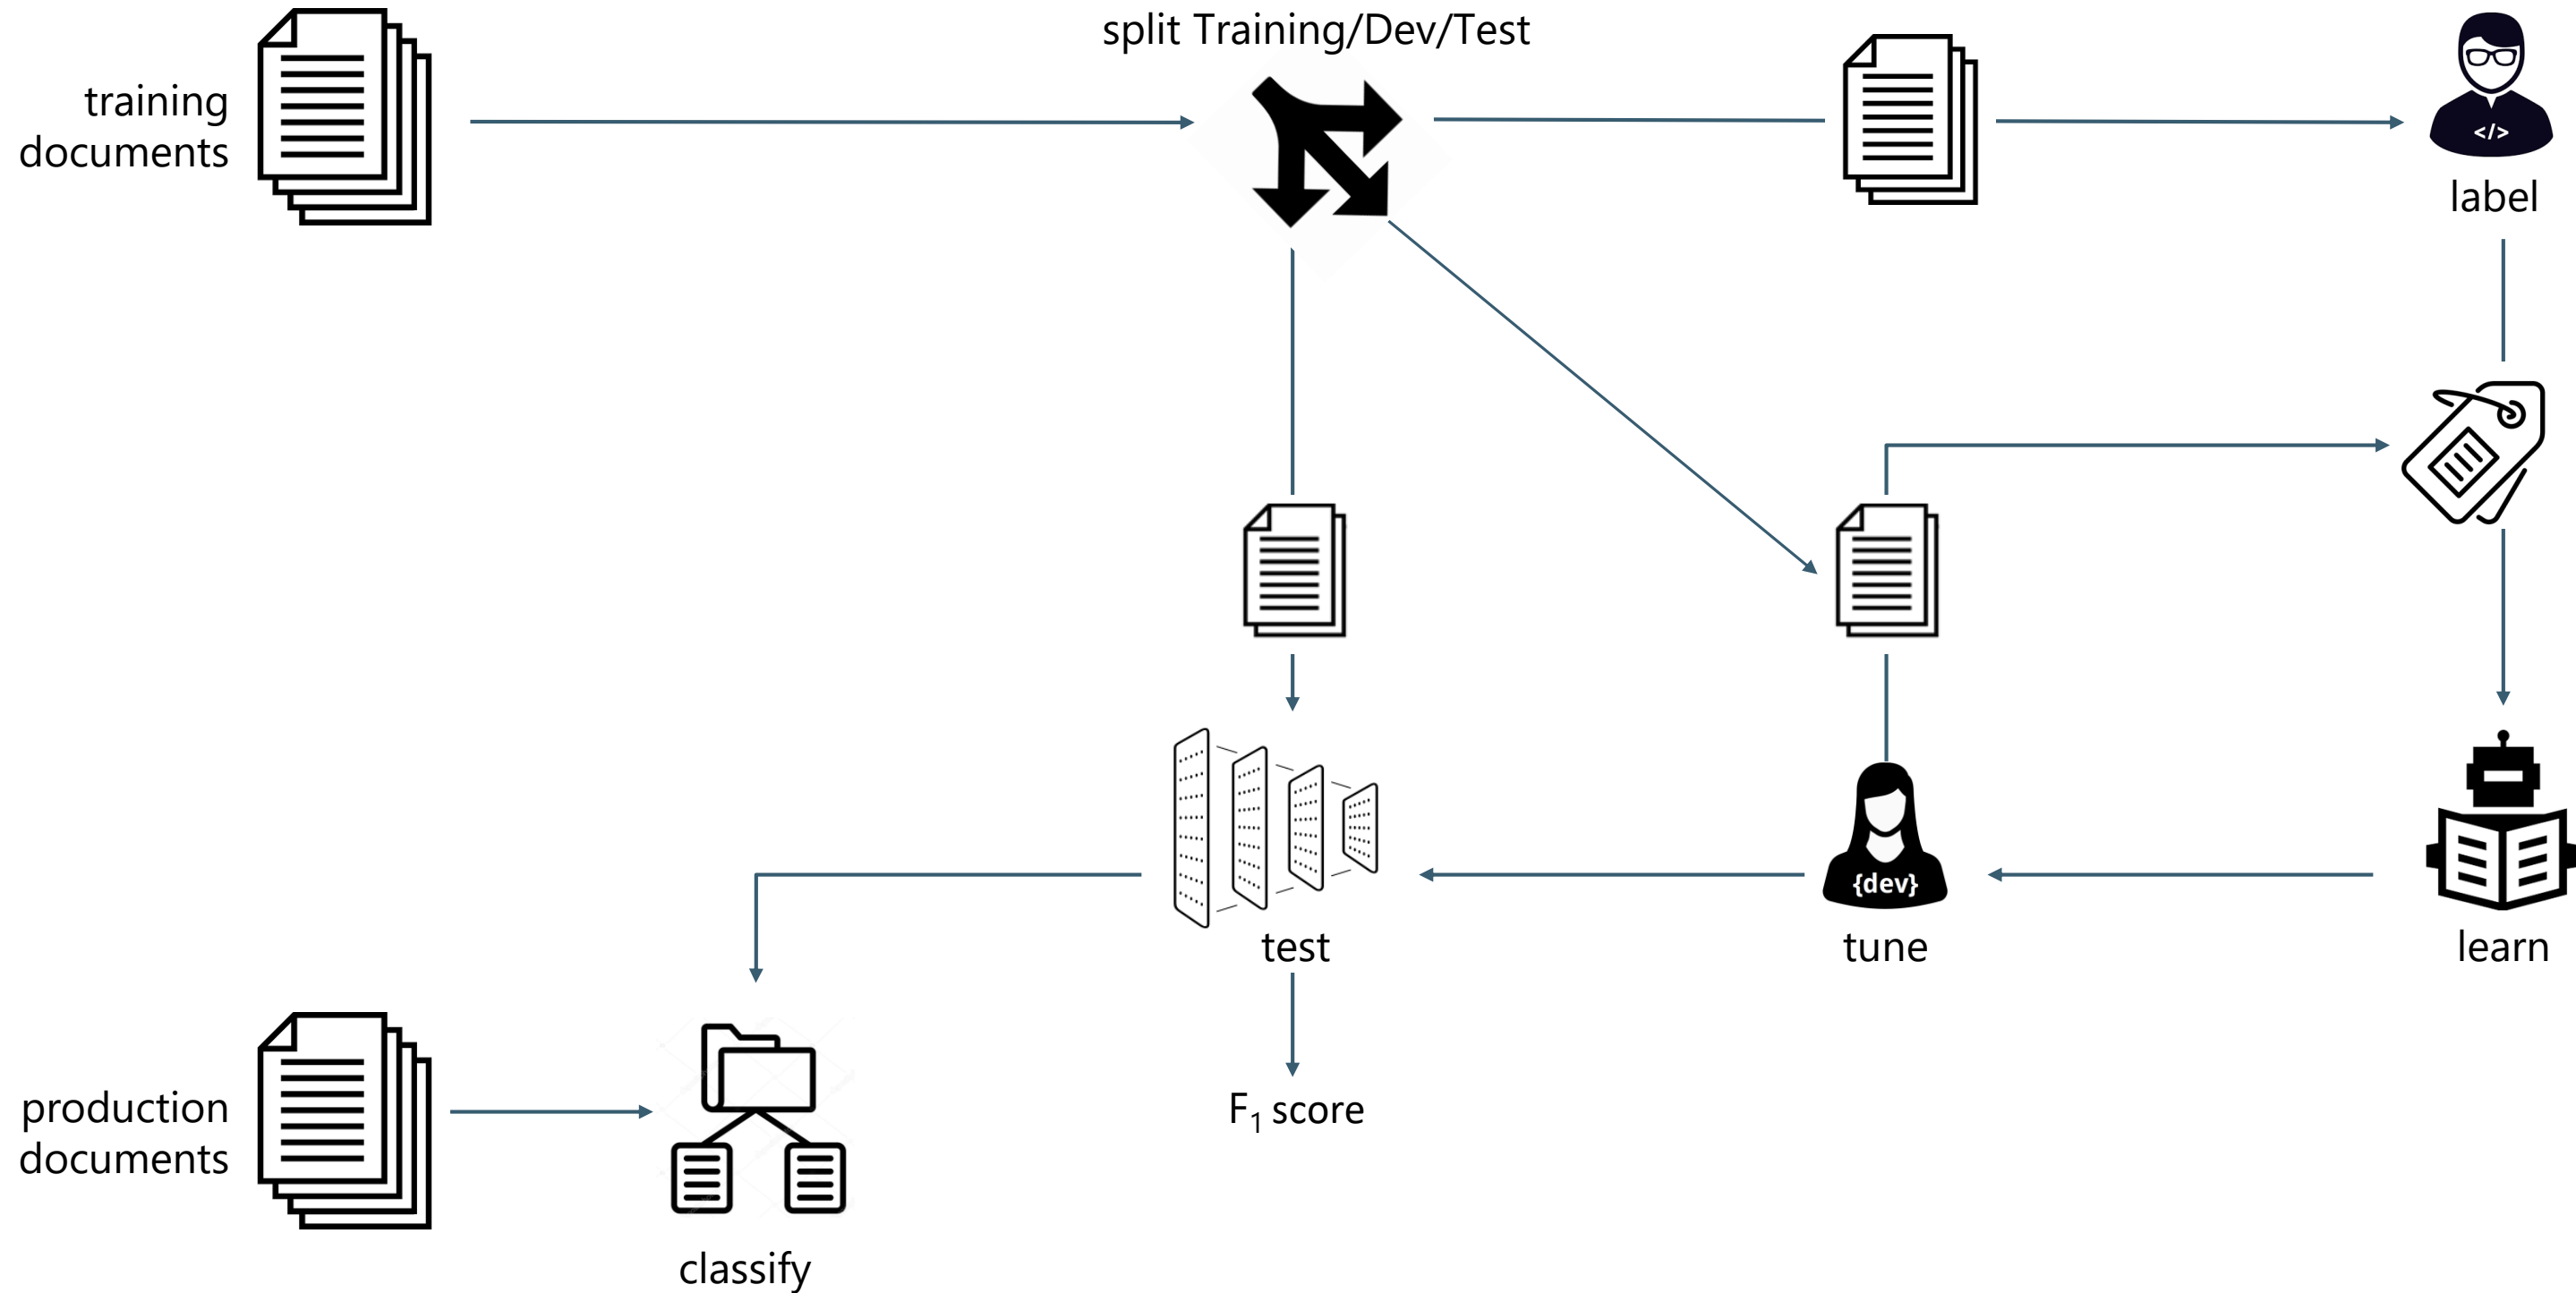 split Training/Dev/Test
training
documents
</>
label
{dev}
test
tune
learn
production
documents
F₁ score
classify